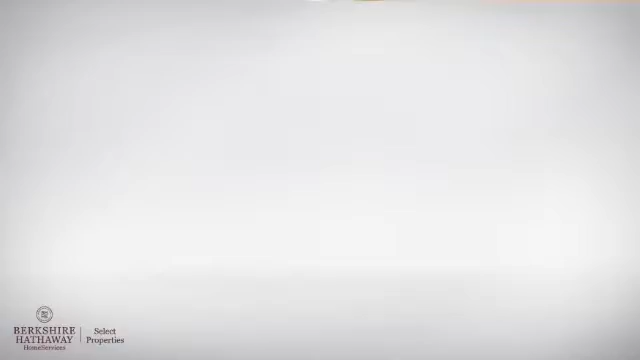 BERKSHIRE
HATHAWAY
HomeServices
Select
Properties